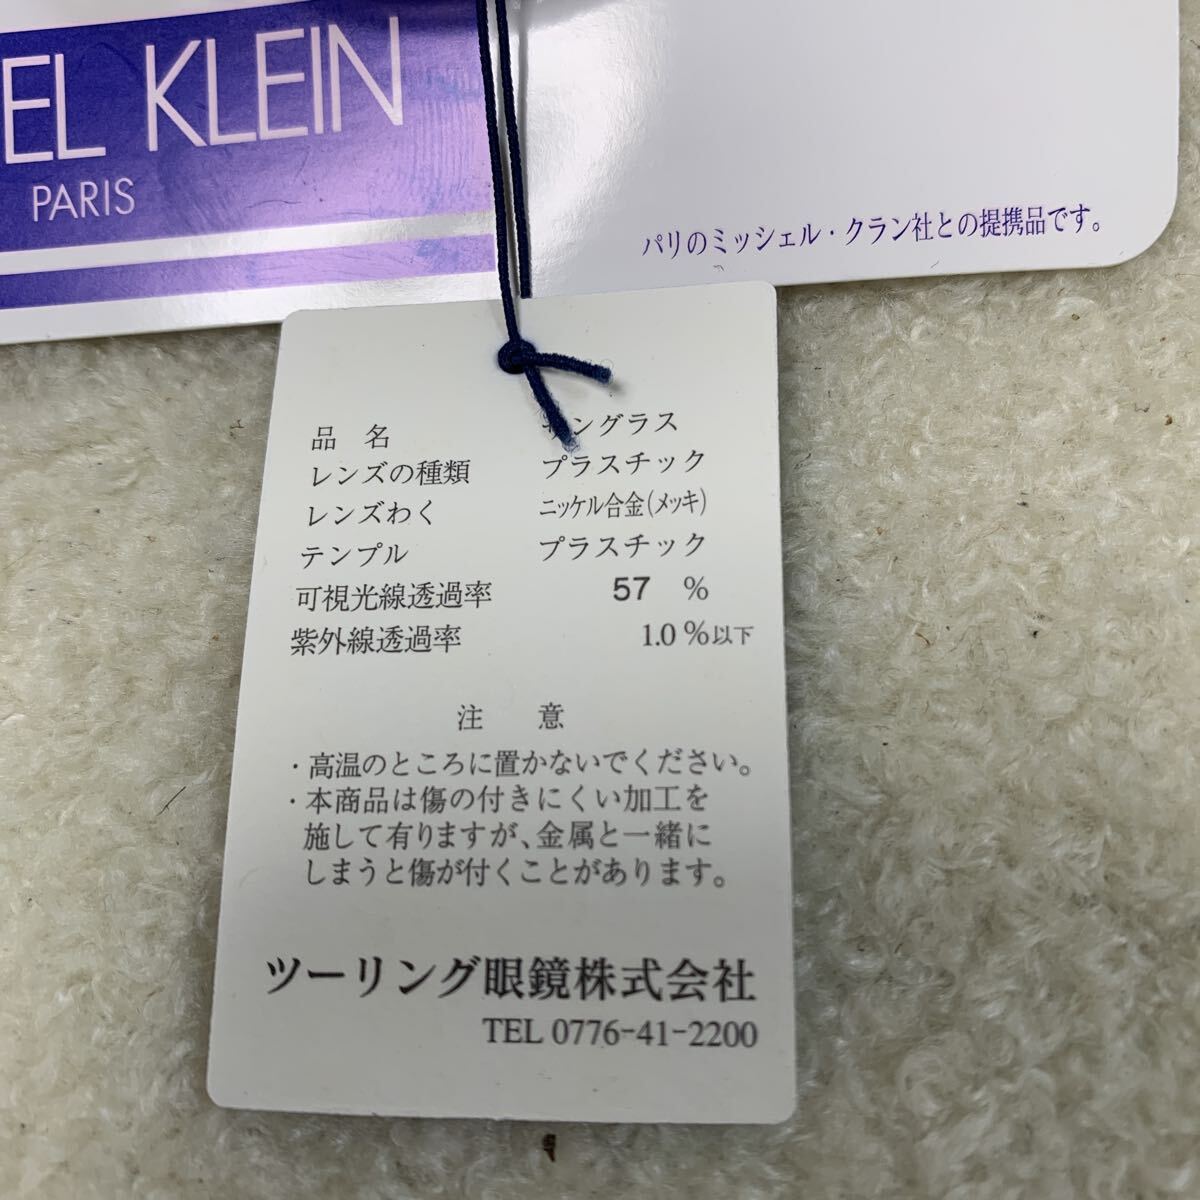 EL KLEIN
PARIS
パリのミッシェル・クラン社との提携品です。
品 名 サングラス
レンズの種類 プラスチック
レンズわく ニッケル合金(メッキ)
テンプル プラスチック
可視光線透過率 57 %
紫外線透過率 1.0 %以下
注 意
・高温のところに置かないでください。
・本商品は傷の付きにくい加工を
施して有りますが、金属と一緒に
しまうと傷が付くことがあります。
ツーリング眼鏡株式会社
TEL 0776-41-2200